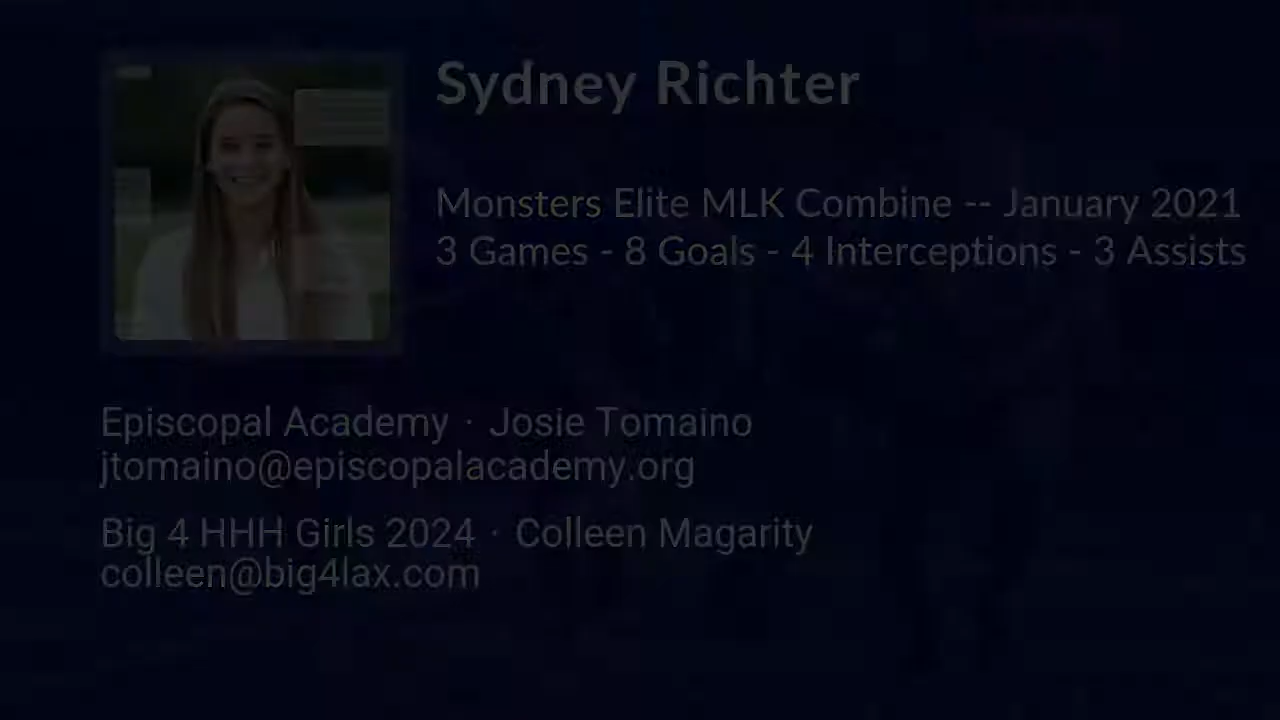 Sydney Richter
Monsters Elite MLK Combine -- January 2021
3 Games - 8 Goals - 4 Interceptions - 3 Assists
Episcopal Academy · Josie Tomaino
jtomaino@episcopalacademy.org
Big 4 HHH Girls 2024 · Colleen Magarity
colleen@big4lax.com